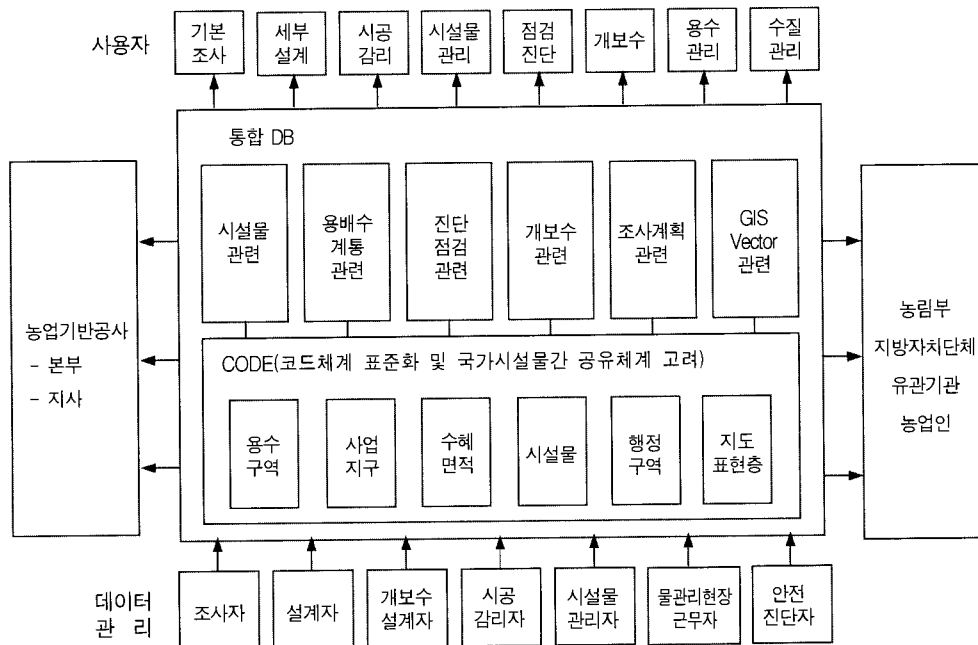 사용자
기본
조사
세부
설계
시공
감리
시설물
관리
점검
진단
개보수
용수
관리
수질
관리
통합 DB
시설물
관련
용배수
계통
관련
진단
점검
관련
개보수
관련
조사계획
관련
GIS
Vector
관련
농업기반공사
- 본부
- 지사
농림부
지방자치단체
유관기관
농업인
CODE(코드체계 표준화 및 국가시설물간 공유체계 고려)
용수
구역
사업
지구
수혜
면적
시설물
행정
구역
지도
표현층
데이터
관 리
조사자
설계자
개보수
설계자
시공
감리자
시설물
관리자
물관리현장
근무자
안전
진단자